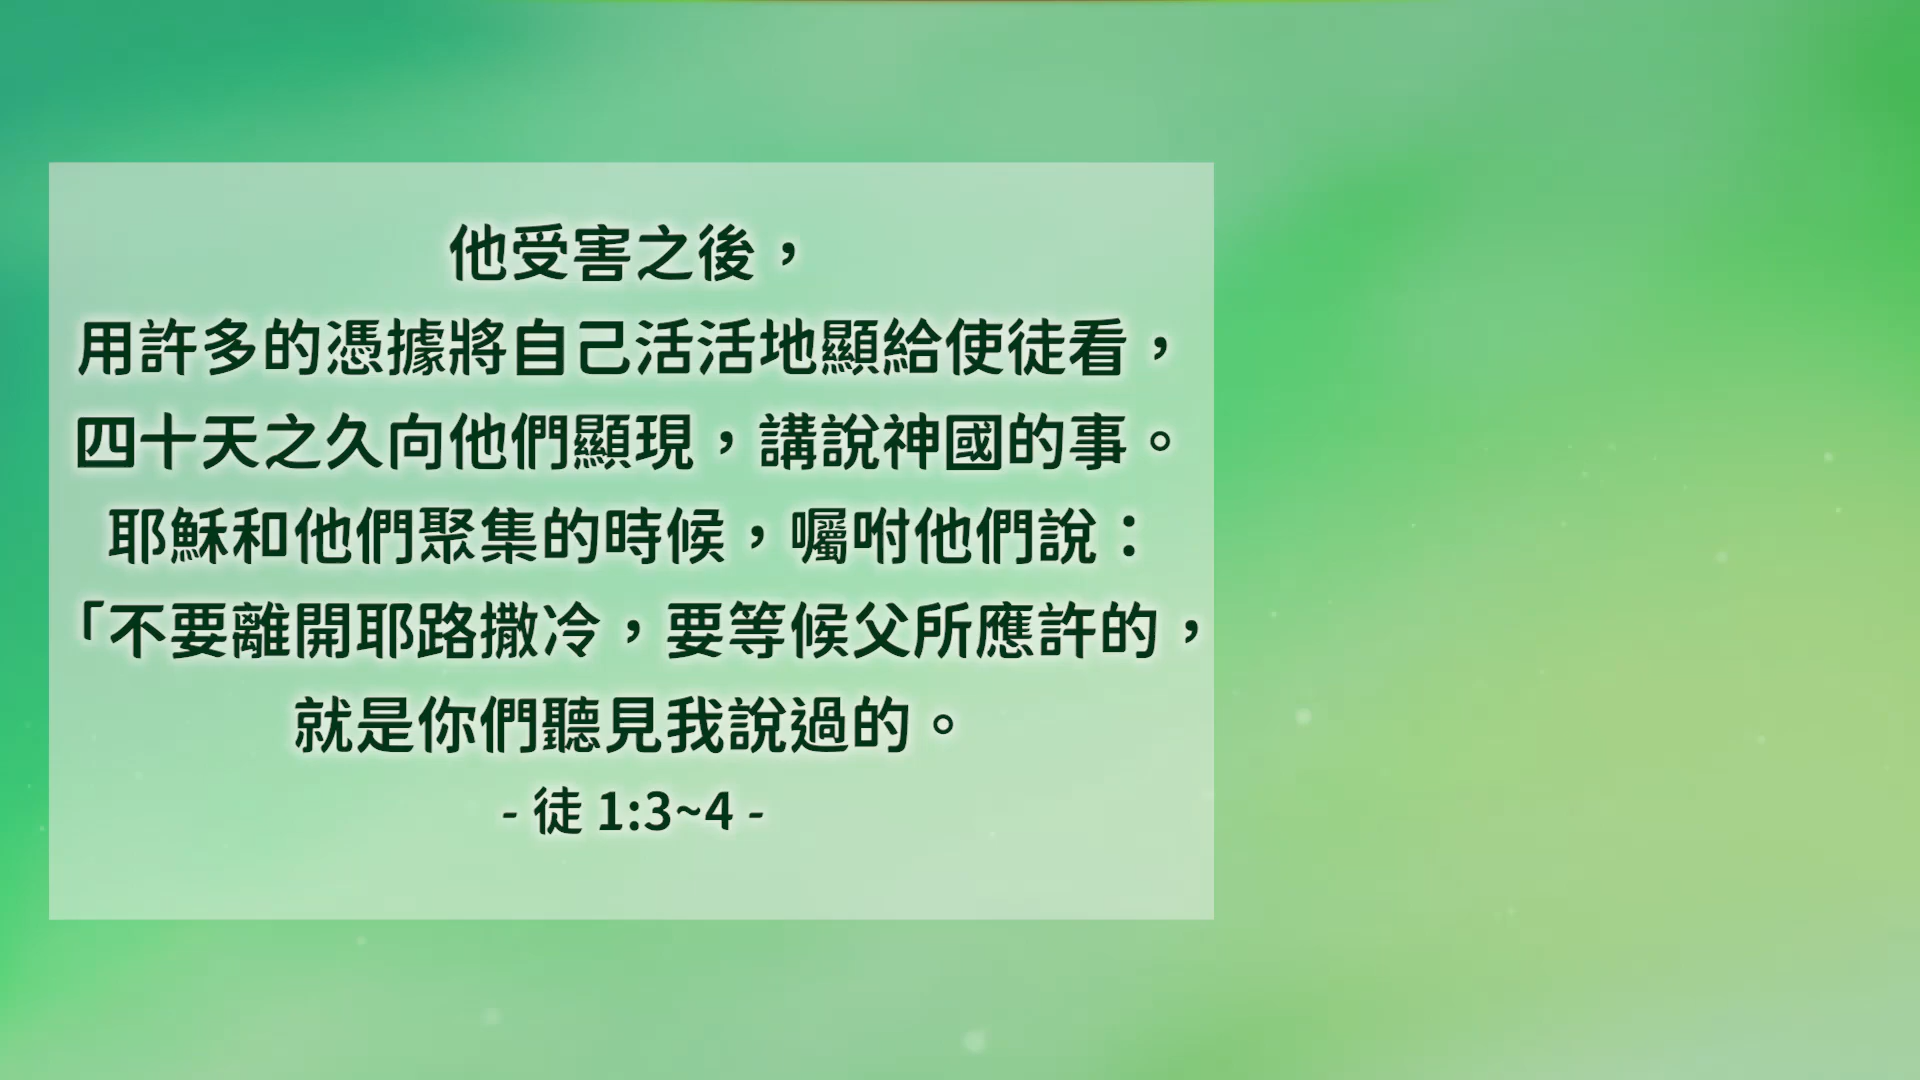 他受害之後，
用許多的憑據將自己活活地顯給使徒看，
四十天之久向他們顯現，講說神國的事。
耶穌和他們聚集的時候，囑咐他們說：
「不要離開耶路撒冷，要等候父所應許的，
就是你們聽見我說過的。
- 徒 1:3~4 -